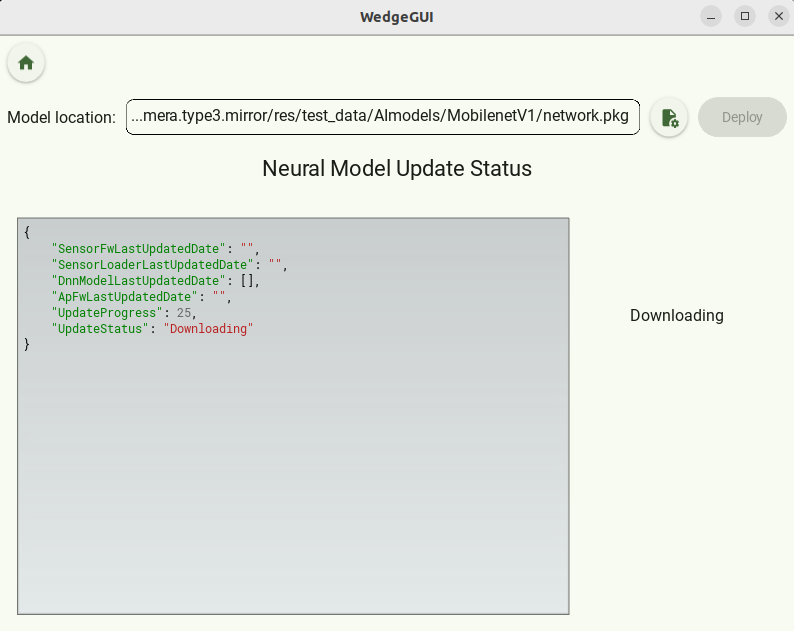 WedgeGUI
Model location: ...mera.type3.mirror/res/test_data/AImodels/MobilenetV1/network.pkg Deploy
Neural Model Update Status
{
"SensorFwLastUpdatedDate": "",
"SensorLoaderLastUpdatedDate": "",
"DnnModelLastUpdatedDate": [],
"ApFwLastUpdatedDate": "",
"UpdateProgress": 25,
"UpdateStatus": "Downloading"
}
Downloading